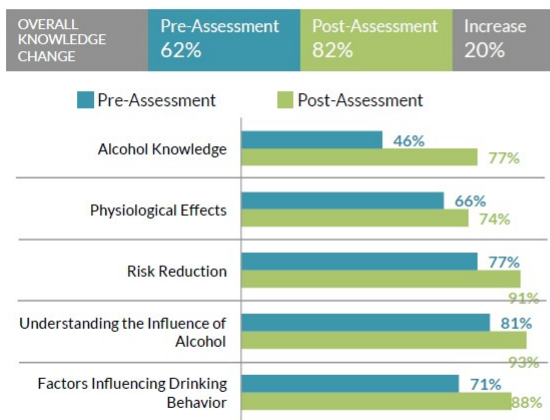 OVERALL KNOWLEDGE CHANGE
Pre-Assessment
62%
Post-Assessment
82%
Increase
20%
Pre-Assessment
Post-Assessment
Alcohol Knowledge
46%
77%
Physiological Effects
66%
74%
Risk Reduction
77%
91%
Understanding the Influence of
Alcohol
81%
93%
Factors Influencing Drinking
Behavior
71%
88%